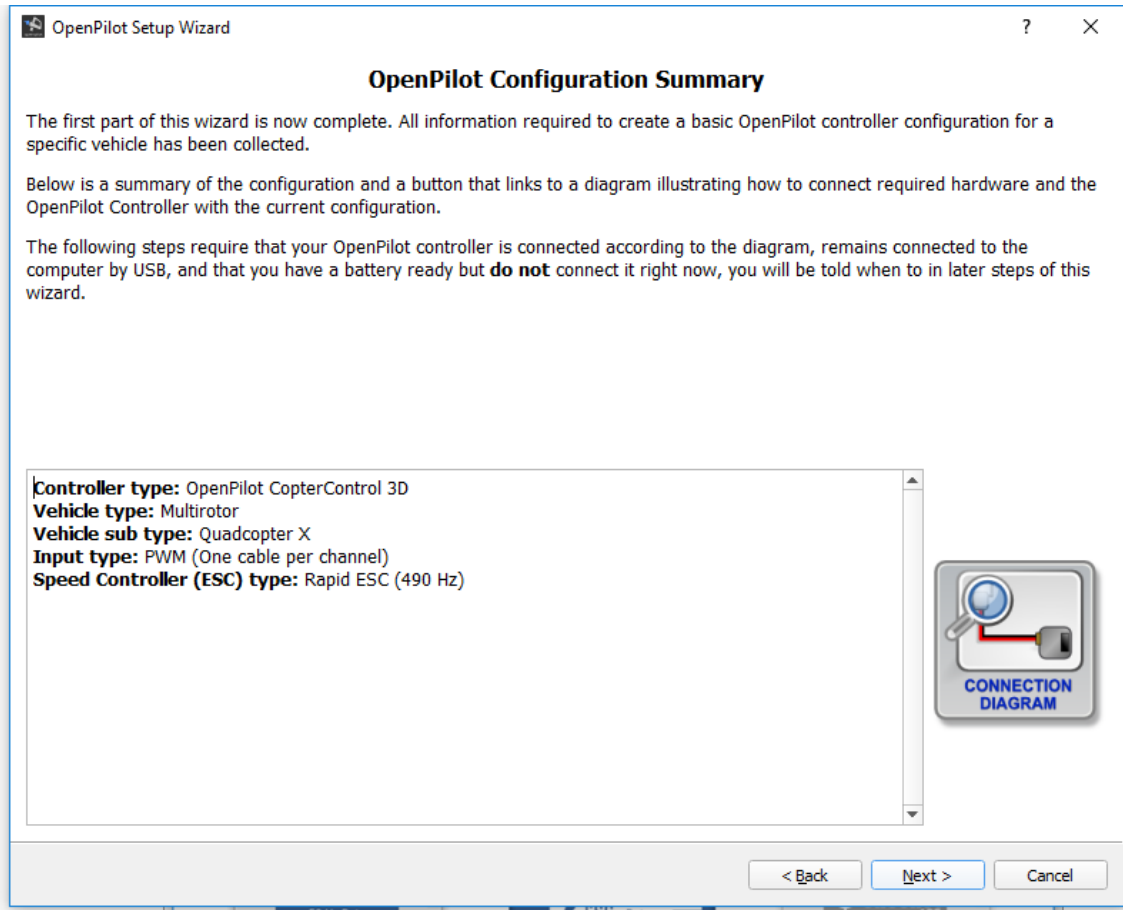 OpenPilot Setup Wizard
?
OpenPilot Configuration Summary
The first part of this wizard is now complete. All information required to create a basic OpenPilot controller configuration for a
specific vehicle has been collected.
Below is a summary of the configuration and a button that links to a diagram illustrating how to connect required hardware and the
OpenPilot Controller with the current configuration.
The following steps require that your OpenPilot controller is connected according to the diagram, remains connected to the
computer by USB, and that you have a battery ready but do not connect it right now, you will be told when to in later steps of this
wizard.
Controller type: OpenPilot CopterControl 3D
Vehicle type: Multirotor
Vehicle sub type: Quadcopter X
Input type: PWM (One cable per channel)
Speed Controller (ESC) type: Rapid ESC (490 Hz)
CONNECTION
DIAGRAM
< Back
Next >
Cancel